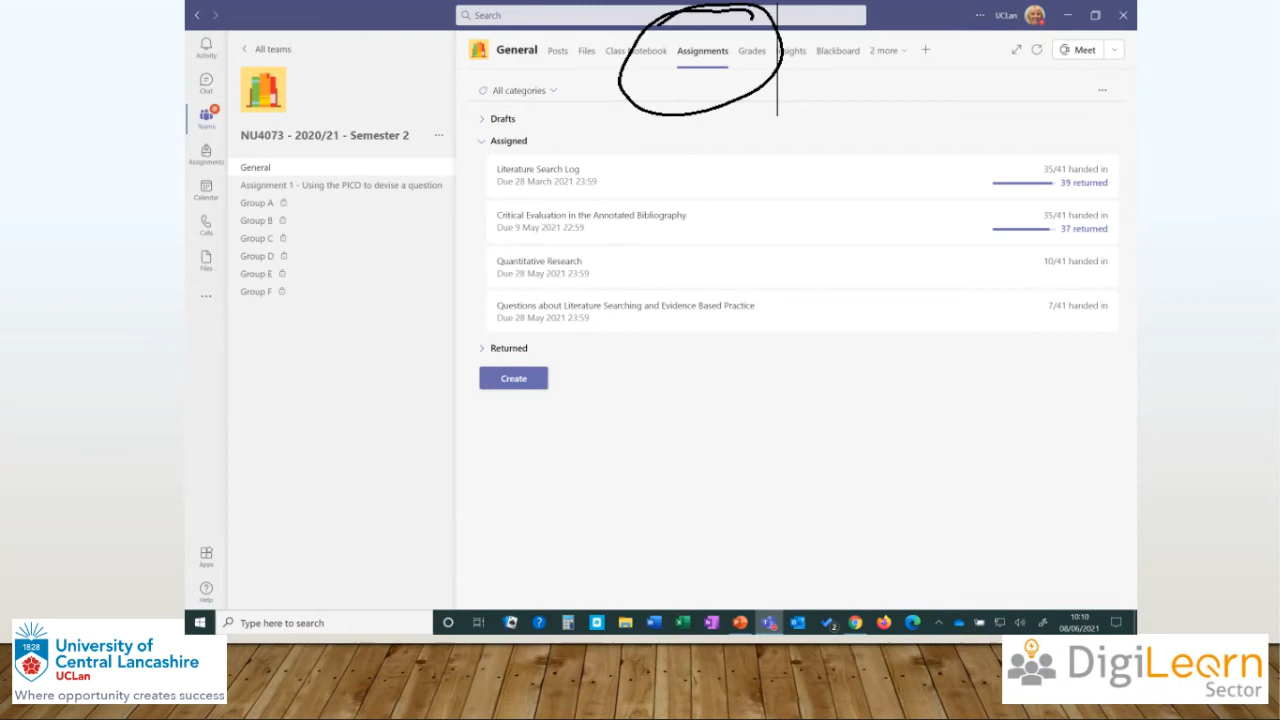 Search
UCLan
Activity
Chat
Teams
Assignments
Calendar
Calls
Files
Apps
Help
All teams
NU4073 - 2020/21 - Semester 2
General
Assignment 1 - Using the PICO to devise a question
Group A
Group B
Group C
Group D
Group E
Group F
General Posts Files Class Notebook Assignments Grades Insights Blackboard 2 more
Meet
All categories
Drafts
Assigned
Literature Search Log
Due 28 March 2021 23:59
35/41 handed in
39 returned
Critical Evaluation in the Annotated Bibliography
Due 9 May 2021 22:59
35/41 handed in
37 returned
Quantitative Research
Due 28 May 2021 23:59
10/41 handed in
Questions about Literature Searching and Evidence Based Practice
Due 28 May 2021 23:59
7/41 handed in
Returned
Create
Type here to search
10:10
08/06/2021
1828
University of
Central Lancashire
UCLan
Where opportunity creates success
DigiLearn
Sector